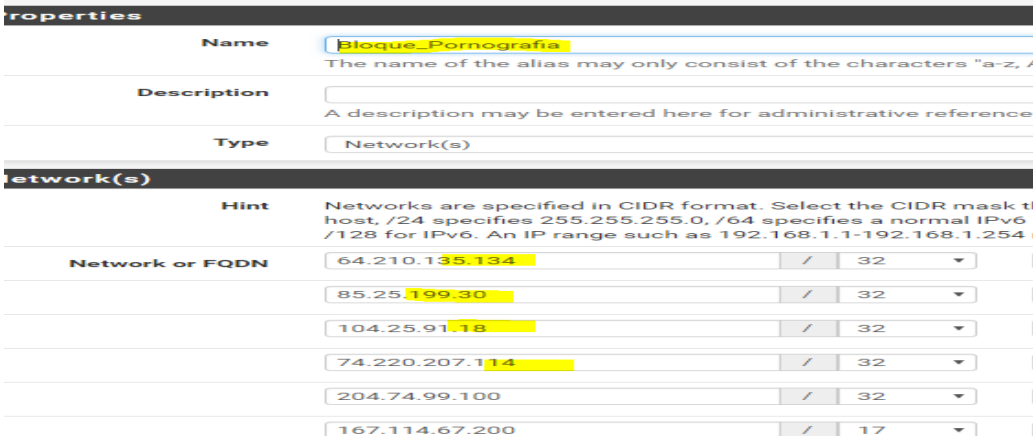 roperties
Name Bloque_Pornografia
The name of the alias may only consist of the characters "a-z, A
Description
A description may be entered here for administrative reference
Type Network(s)
etwork(s)
Hint Networks are specified in CIDR format. Select the CIDR mask t
host, /24 specifies 255.255.255.0, /64 specifies a normal IPv6
/128 for IPv6. An IP range such as 192.168.1.1-192.168.1.254
Network or FQDN 64.210.135.134 / 32
85.25.199.30 / 32
104.25.91.18 / 32
74.220.207.114 / 32
204.74.99.100 / 32
167.114.67.200 / 17